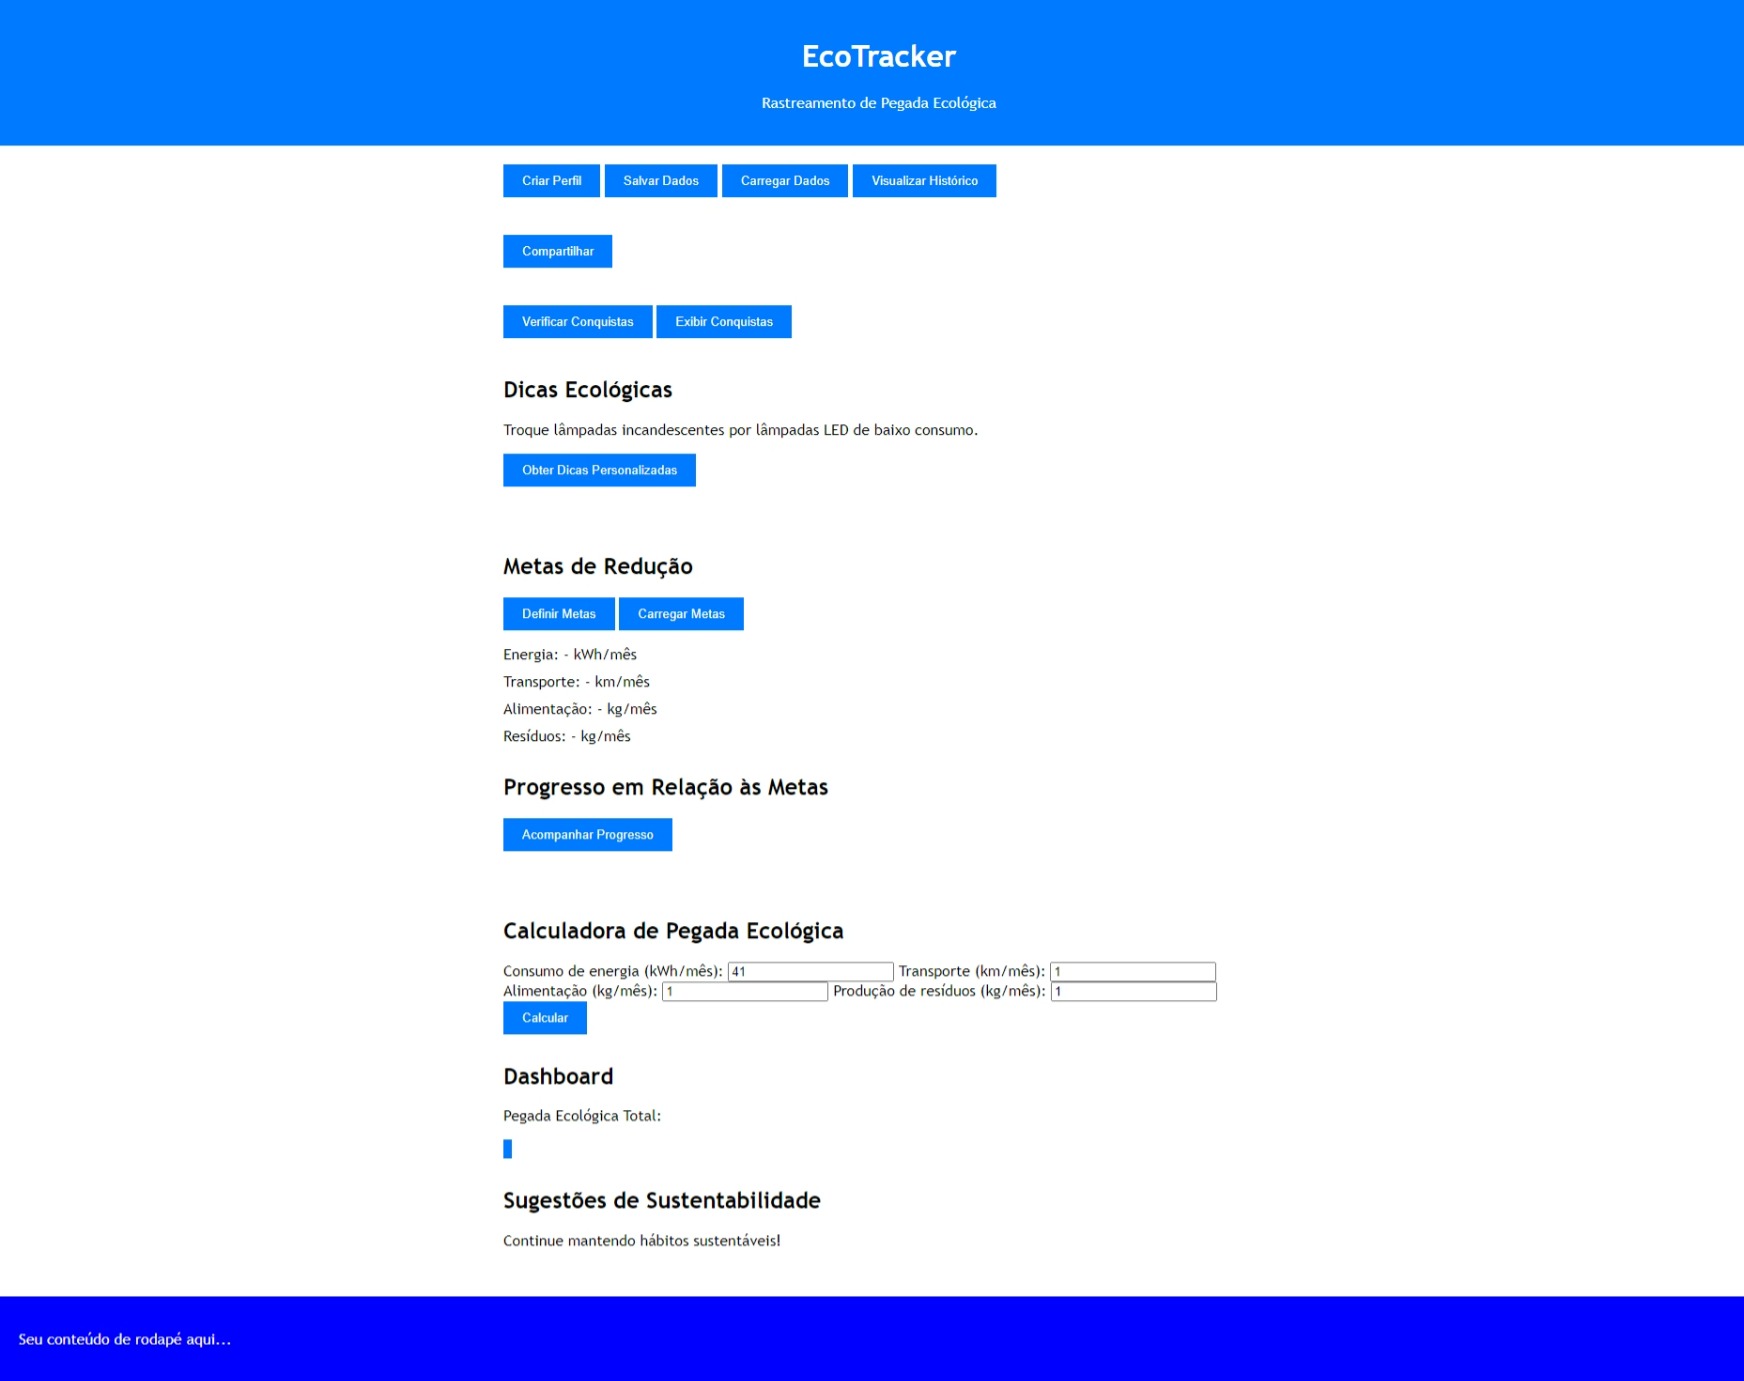 EcoTracker
Rastreamento de Pegada Ecológica
Criar Perfil Salvar Dados Carregar Dados Visualizar Histórico
Compartilhar
Verificar Conquistas Exibir Conquistas
Dicas Ecológicas
Troque lâmpadas incandescentes por lâmpadas LED de baixo consumo.
Obter Dicas Personalizadas
Metas de Redução
Definir Metas Carregar Metas
Energia: - kWh/mês
Transporte: - km/mês
Alimentação: - kg/mês
Resíduos: - kg/mês
Progresso em Relação às Metas
Acompanhar Progresso
Calculadora de Pegada Ecológica
Consumo de energia (kWh/mês): 41 Transporte (km/mês): 1
Alimentação (kg/mês): 1 Produção de resíduos (kg/mês): 1
Calcular
Dashboard
Pegada Ecológica Total:
Sugestões de Sustentabilidade
Continue mantendo hábitos sustentáveis!
Seu conteúdo de rodapé aqui...